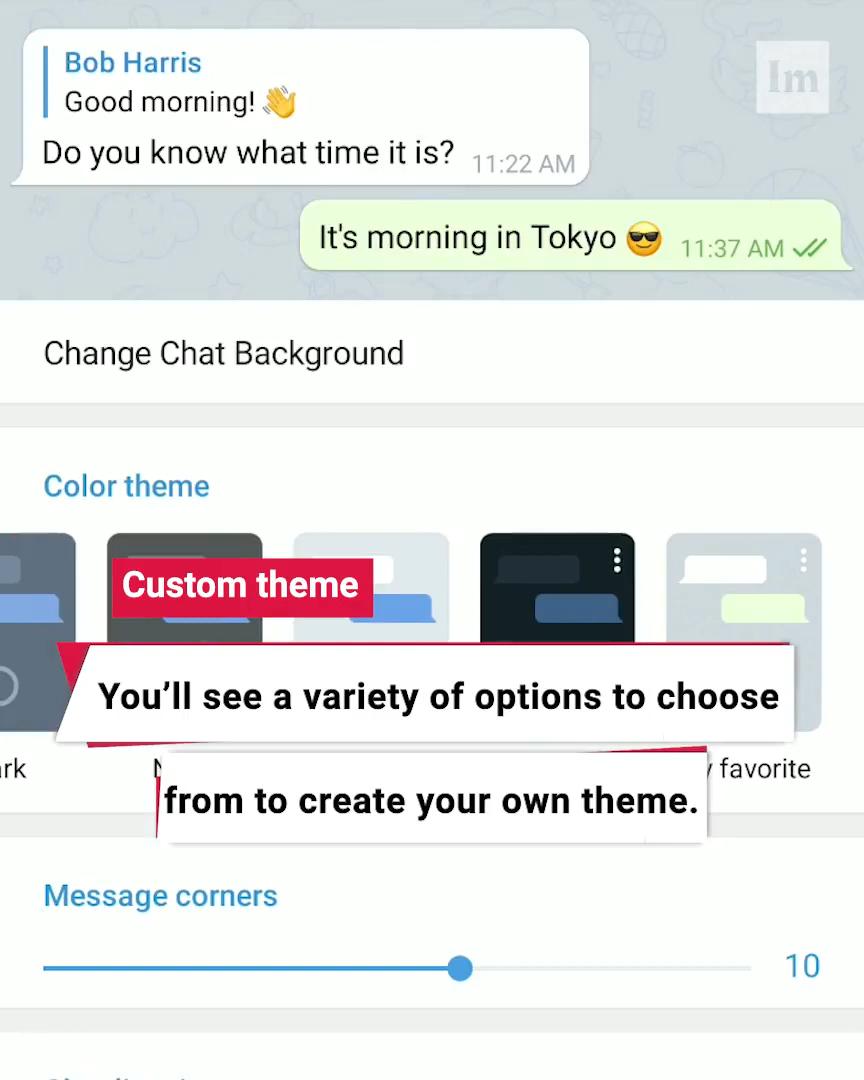 Bob Harris
Good morning! 👋
Do you know what time it is? 11:22 AM
Im
It's morning in Tokyo 😎 11:37 AM
Change Chat Background
Color theme
Custom theme
You’ll see a variety of options to choose
from to create your own theme.
favorite
Message corners
10